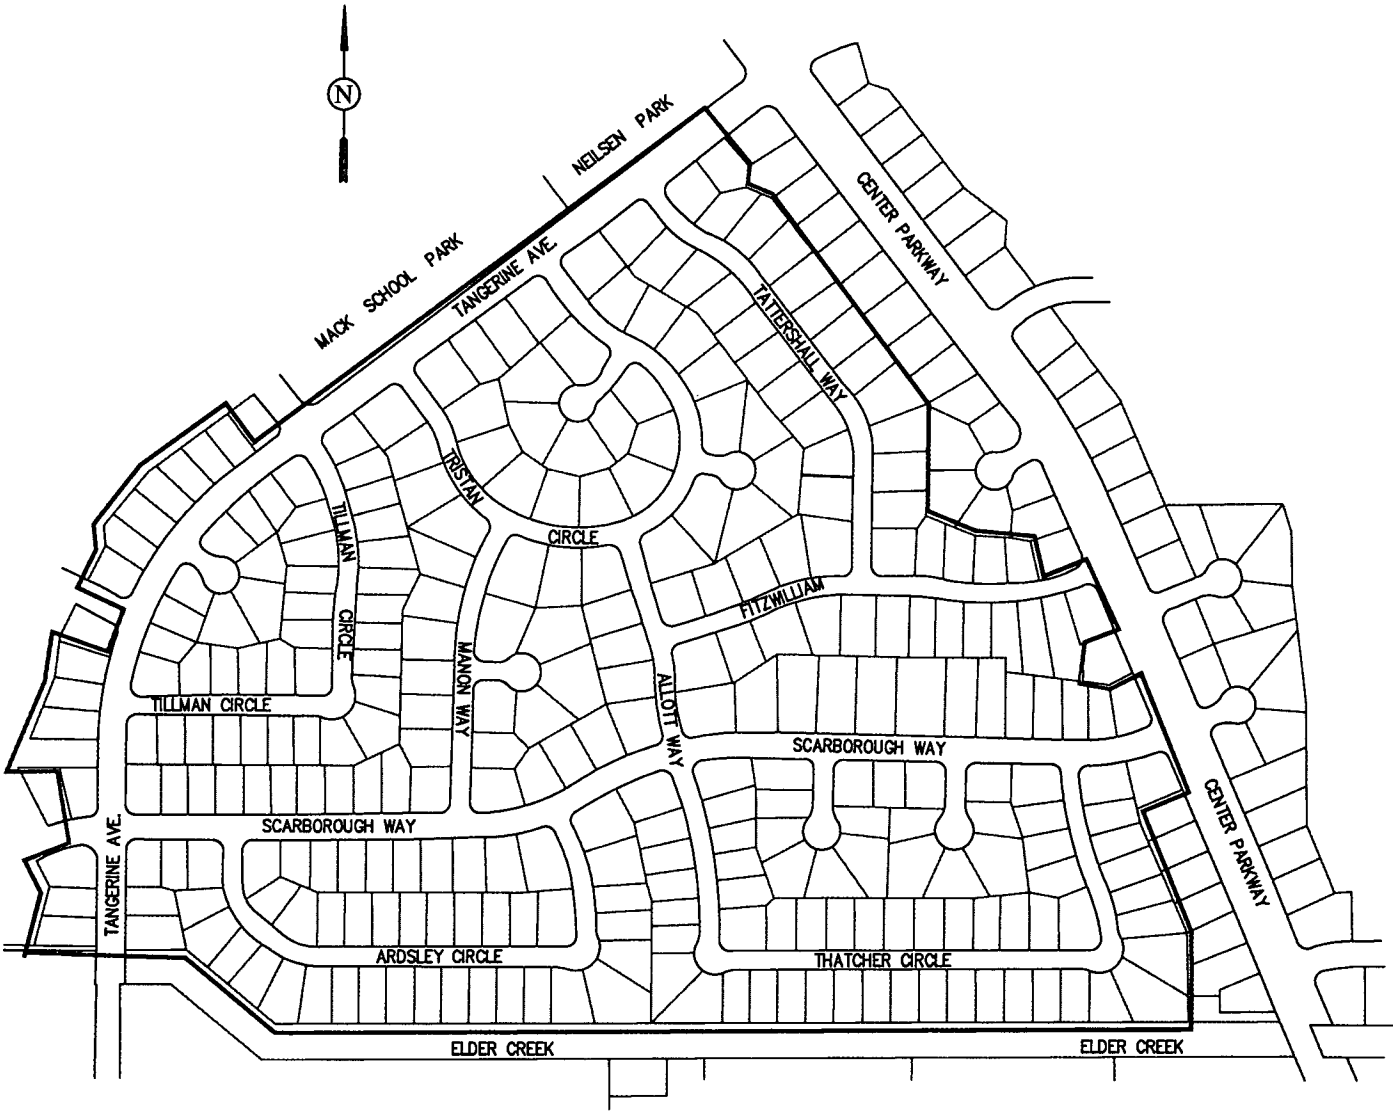 N
NEILSEN PARK
MACK SCHOOL PARK
CENTER PARKWAY
TANGERINE AVE.
TATTERSHALL WAY
TRISTAN
CIRCLE
TILLMAN
CIRCLE
FITZWILLIAM
MANON WAY
ALLOTT WAY
TILLMAN CIRCLE
SCARBOROUGH WAY
SCARBOROUGH WAY
CENTER PARKWAY
TANGERINE AVE.
ARDSLEY CIRCLE
THATCHER CIRCLE
ELDER CREEK
ELDER CREEK